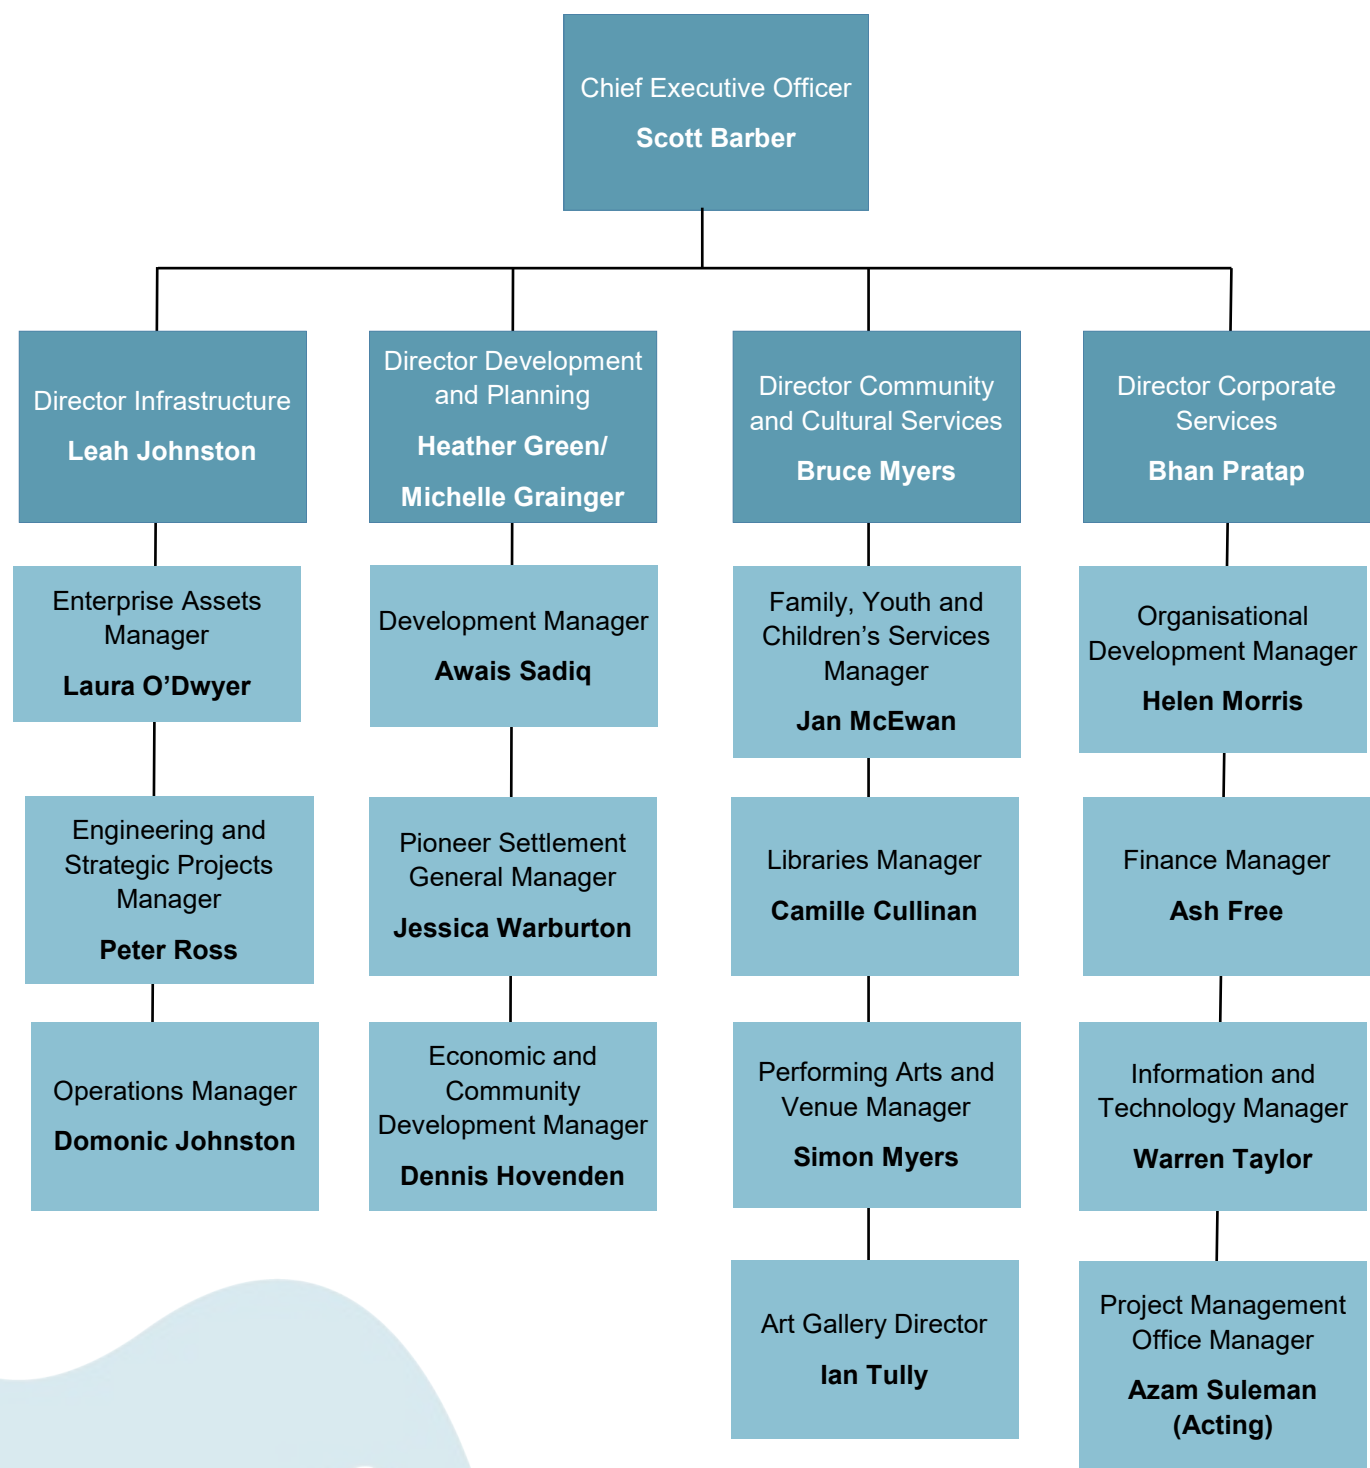 Chief Executive Officer
Scott Barber
Director Infrastructure
Leah Johnston
Director Development
and Planning
Heather Green/
Michelle Grainger
Director Community
and Cultural Services
Bruce Myers
Director Corporate
Services
Bhan Pratap
Enterprise Assets
Manager
Laura O’Dwyer
Development Manager
Awais Sadiq
Family, Youth and
Children’s Services
Manager
Jan McEwan
Organisational
Development Manager
Helen Morris
Engineering and
Strategic Projects
Manager
Peter Ross
Pioneer Settlement
General Manager
Jessica Warburton
Libraries Manager
Camille Cullinan
Finance Manager
Ash Free
Operations Manager
Domonic Johnston
Economic and
Community
Development Manager
Dennis Hovenden
Performing Arts and
Venue Manager
Simon Myers
Information and
Technology Manager
Warren Taylor
Art Gallery Director
Ian Tully
Project Management
Office Manager
Azam Suleman
(Acting)